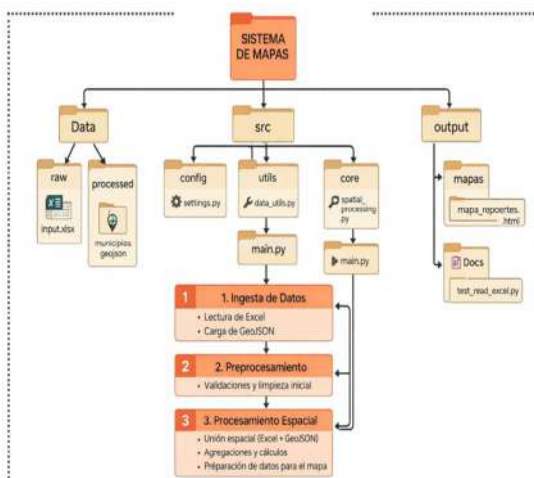 SISTEMA
DE MAPAS
Data
src
output
raw
input.xlsx
processed
municipios.
geojson
config
settings.py
utils
data_utils.py
core
spatial_
processing
.py
mapas
mapa_repoertes.
.html
Docs
test_read_excel.py
main.py
main.py
1
1. Ingesta de Datos
• Lectura de Excel
• Carga de GeoJSON
2
2. Preprocesamiento
• Validaciones y limpieza inicial
3
3. Procesamiento Espacial
• Unión espacial (Excel + GeoJSON)
• Agregaciones y cálculos
• Préparación de datos para el mapa